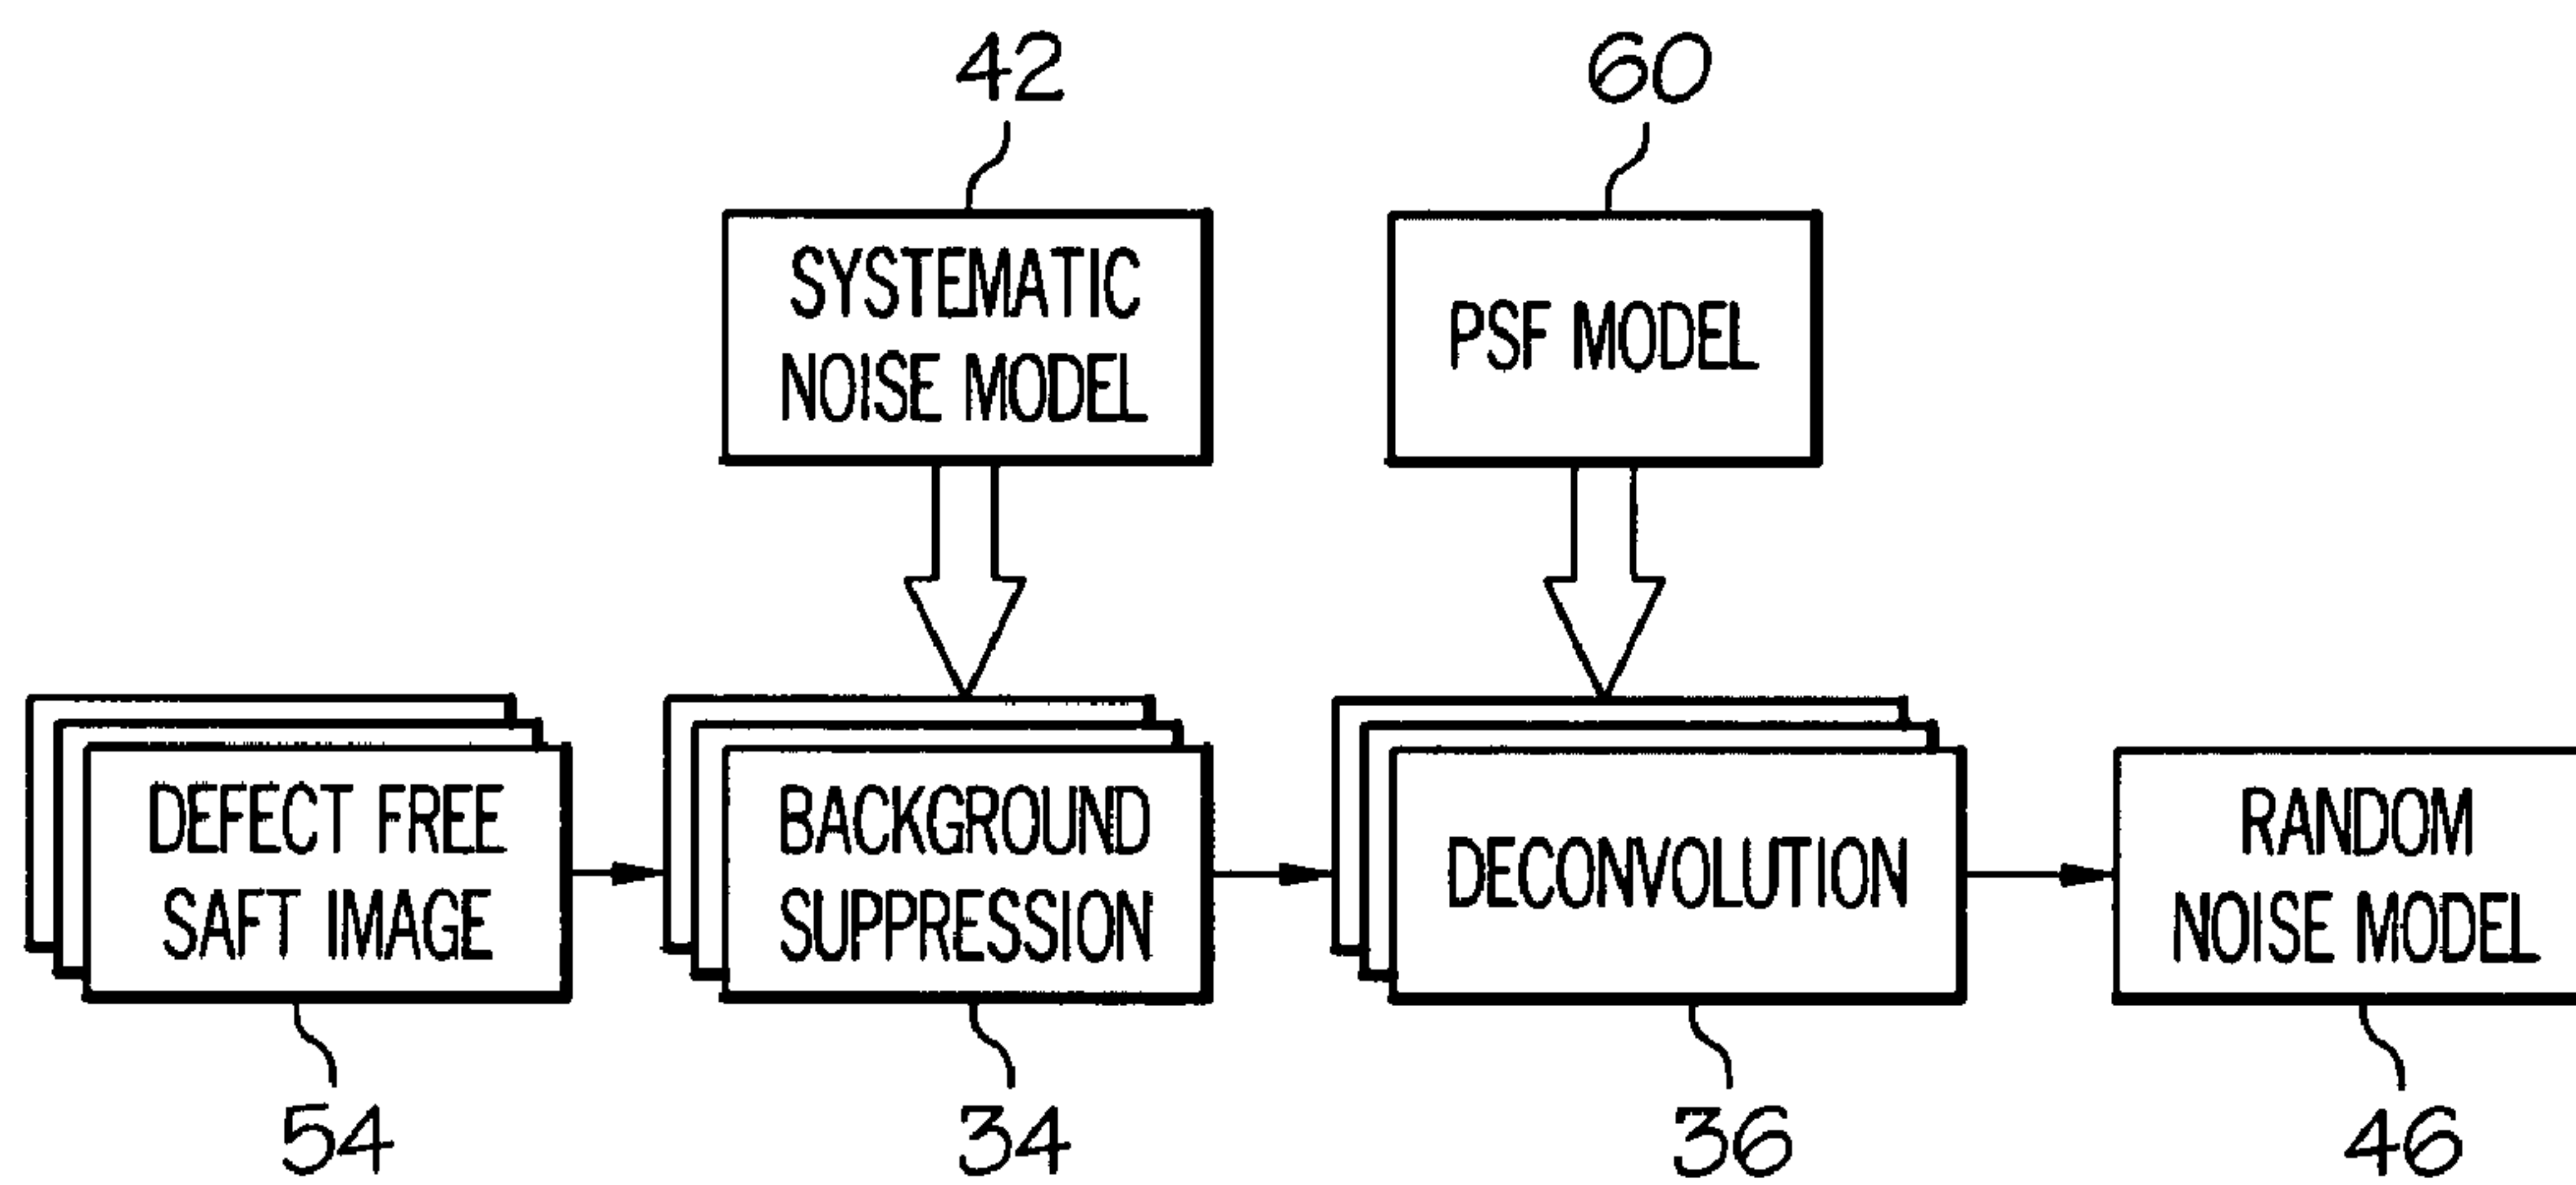 42
60
SYSTEMATIC
NOISE MODEL
PSF MODEL
DEFECT FREE
SAFT IMAGE
BACKGROUND
SUPPRESSION
DECONVOLUTION
RANDOM
NOISE MODEL
54
34
36
46